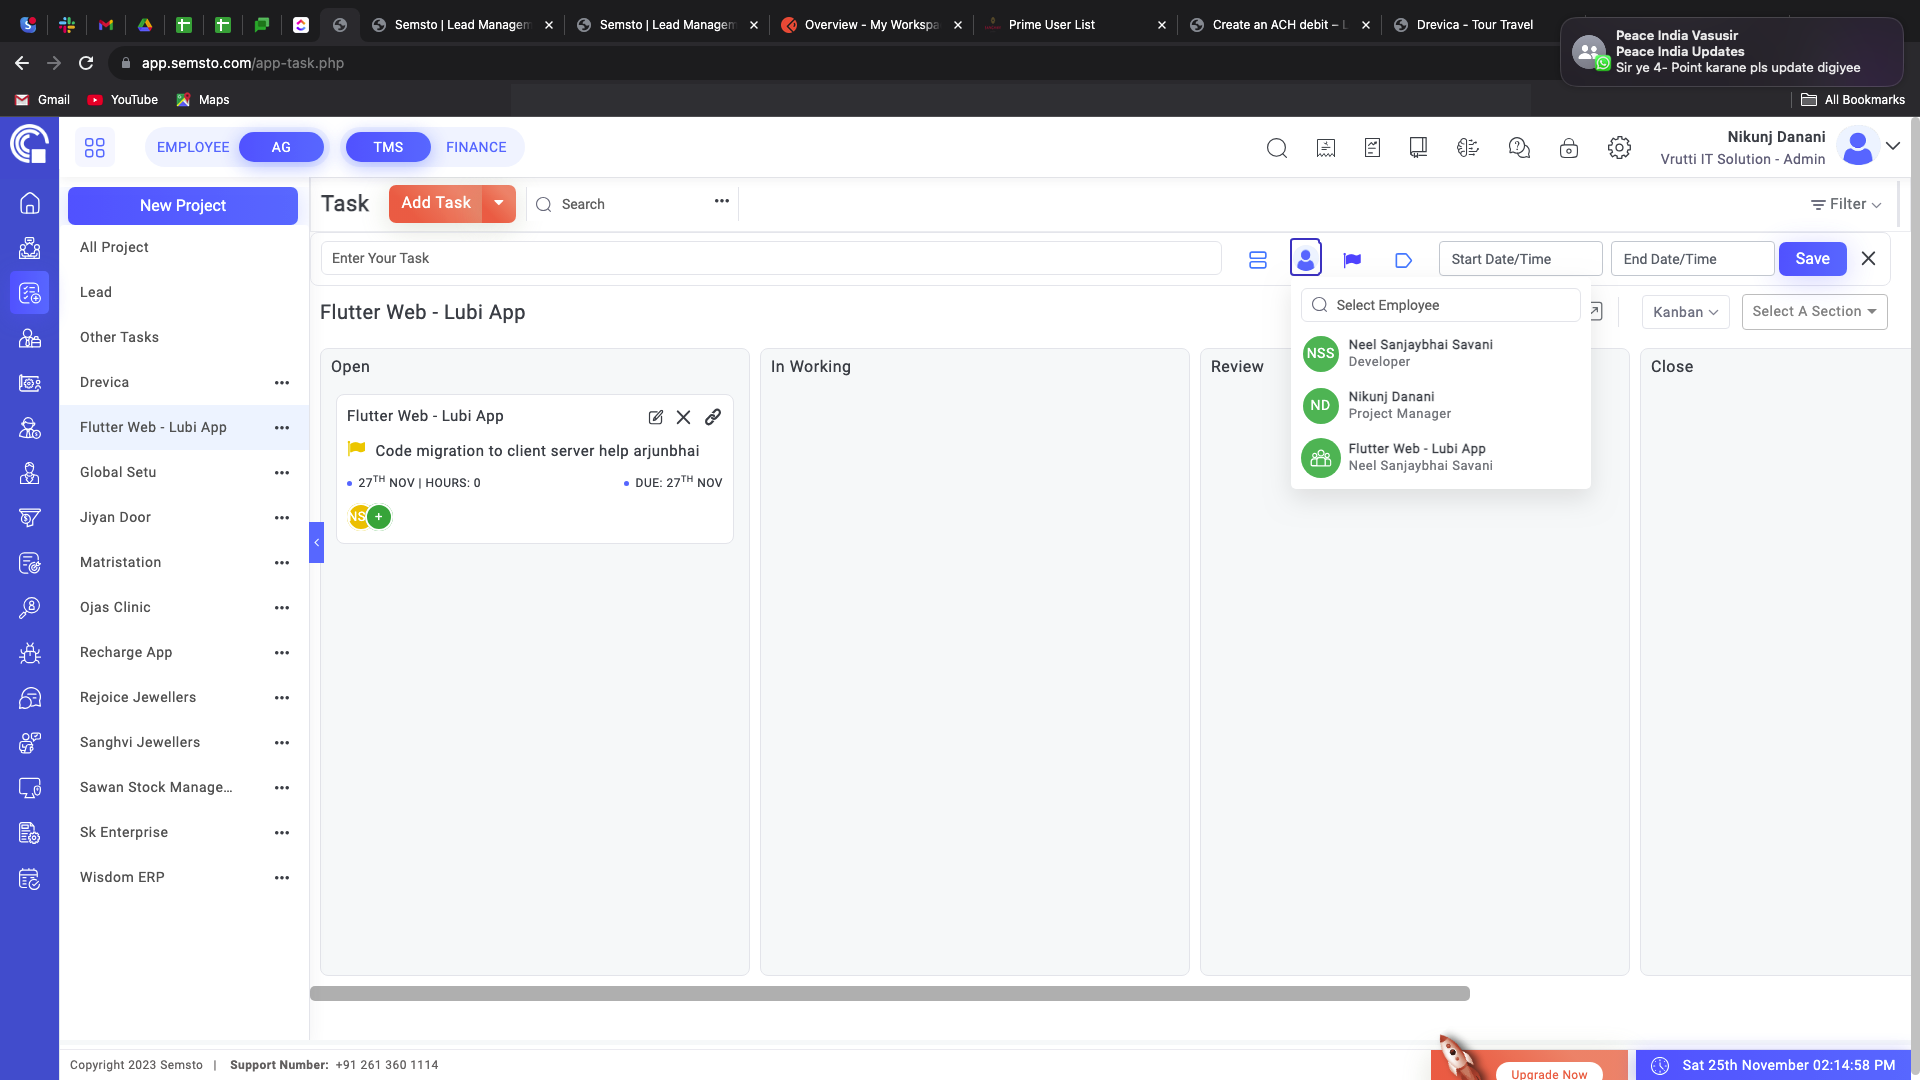 Semsto | Lead Managem
Semsto | Lead Managem
Overview - My Workspa
Prime User List
Create an ACH debit – L
Drevica - Tour Travel
Peace India Vasusir
Peace India Updates
Sir ye 4- Point karane pls update digiyee
app.semsto.com/app-task.php
Gmail
YouTube
Maps
All Bookmarks
EMPLOYEE
AG
TMS
FINANCE
Nikunj Danani
Vrutti IT Solution - Admin
New Project
Task
Add Task
Search
Filter
All Project
Lead
Other Tasks
Drevica
Flutter Web - Lubi App
Global Setu
Jiyan Door
Matristation
Ojas Clinic
Recharge App
Rejoice Jewellers
Sanghvi Jewellers
Sawan Stock Manage...
Sk Enterprise
Wisdom ERP
Enter Your Task
Start Date/Time
End Date/Time
Save
Flutter Web - Lubi App
Kanban
Select A Section
Select Employee
NSS
Neel Sanjaybhai Savani
Developer
ND
Nikunj Danani
Project Manager
Flutter Web - Lubi App
Neel Sanjaybhai Savani
Open
In Working
Review
Close
Flutter Web - Lubi App
Code migration to client server help arjunbhai
27TH NOV | HOURS: 0
DUE: 27TH NOV
NS
+
Copyright 2023 Semsto | Support Number: +91 261 360 1114
Upgrade Now
Sat 25th November 02:14:58 PM